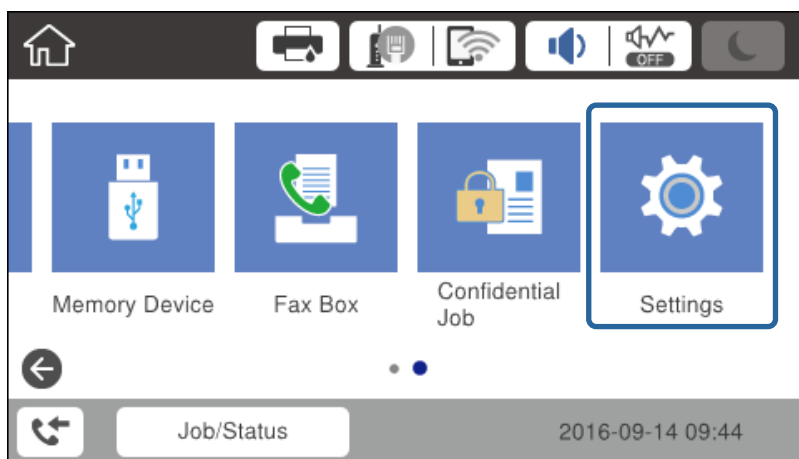 OFF
Memory Device
Fax Box
Confidential
Job
Settings
Job/Status
2016-09-14 09:44